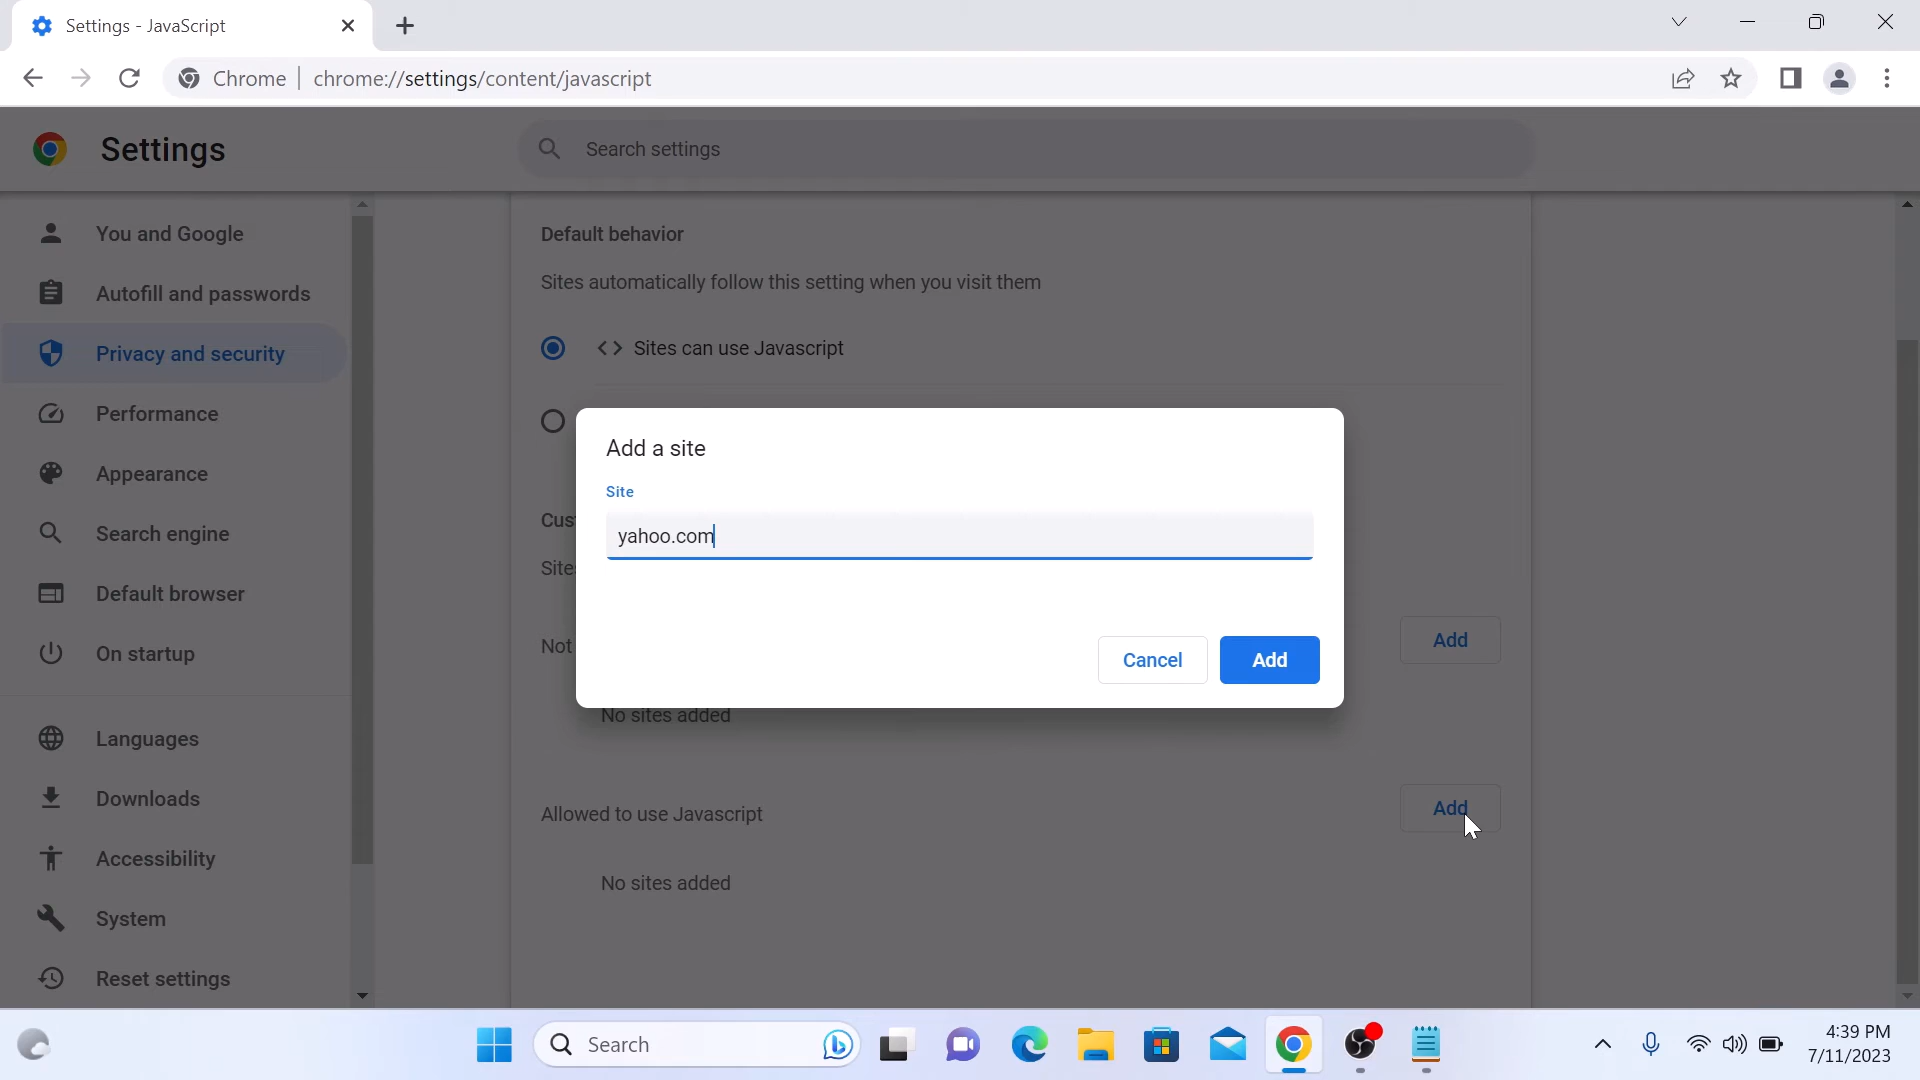 Settings - JavaScript
Chrome
chrome://settings/content/javascript
Settings
Search settings
You and Google
Autofill and passwords
Privacy and security
Performance
Appearance
Search engine
Default browser
On startup
Languages
Downloads
Accessibility
System
Reset settings
Default behavior
Sites automatically follow this setting when you visit them
Sites can use Javascript
Add a site
Site
yahoo.com
Cancel
Add
Not
Add
No sites added
Allowed to use Javascript
Add
No sites added
Search
4:39 PM
7/11/2023